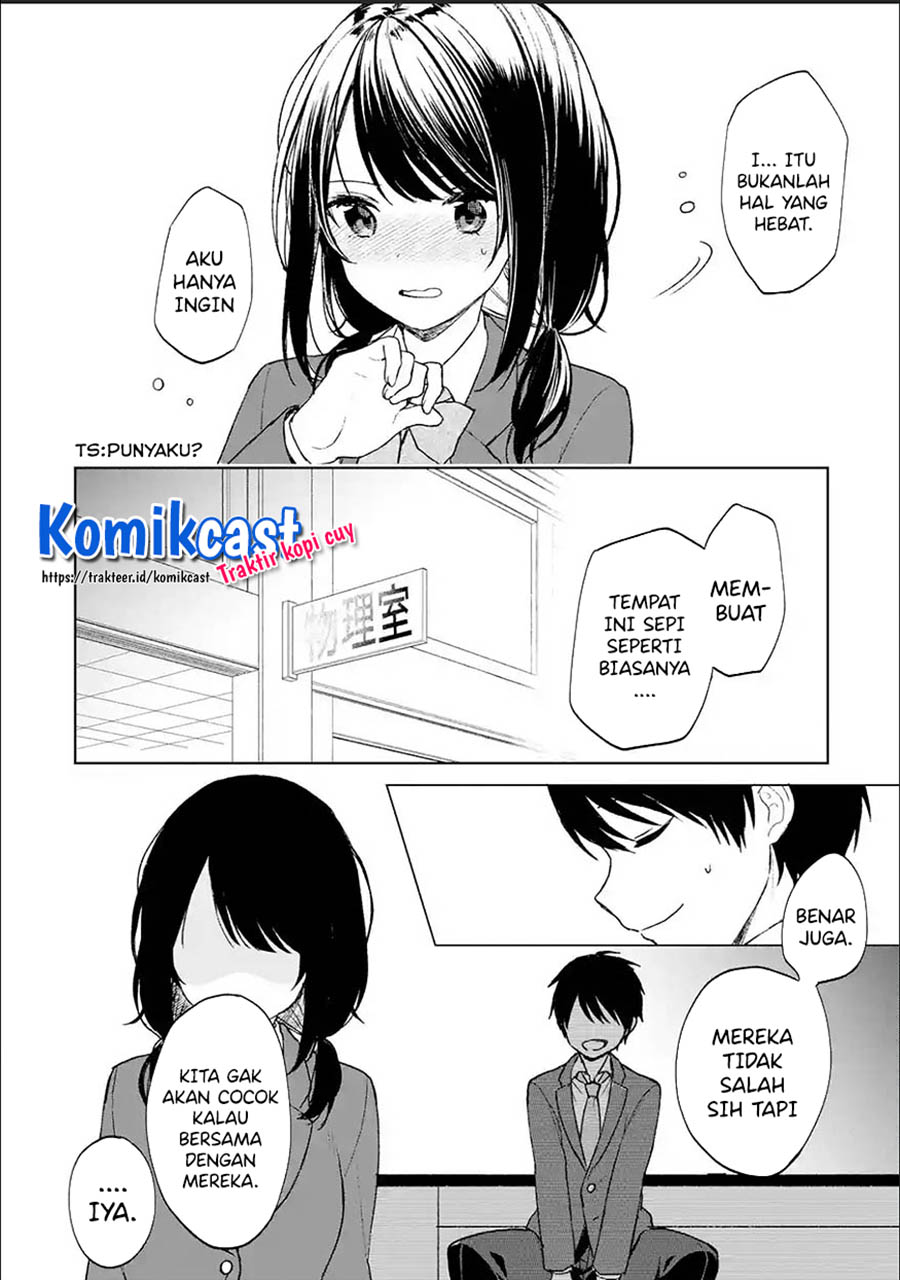 I... ITU
BUKANLAH
HAL YANG
HEBAT.
AKU
HANYA
INGIN
TS:PUNYAKU?
Komikcast
https://trakteer.id/komikcast
Traktir kopi cuy
物理室
MEM-
BUAT
TEMPAT
INI SEPI
SEPERTI
BIASANYA
....
BENAR
JUGA.
MEREKA
TIDAK
SALAH
SIH TAPI
KITA GAK
AKAN COCOK
KALAU
BERSAMA
DENGAN
MEREKA.
....
IYA.